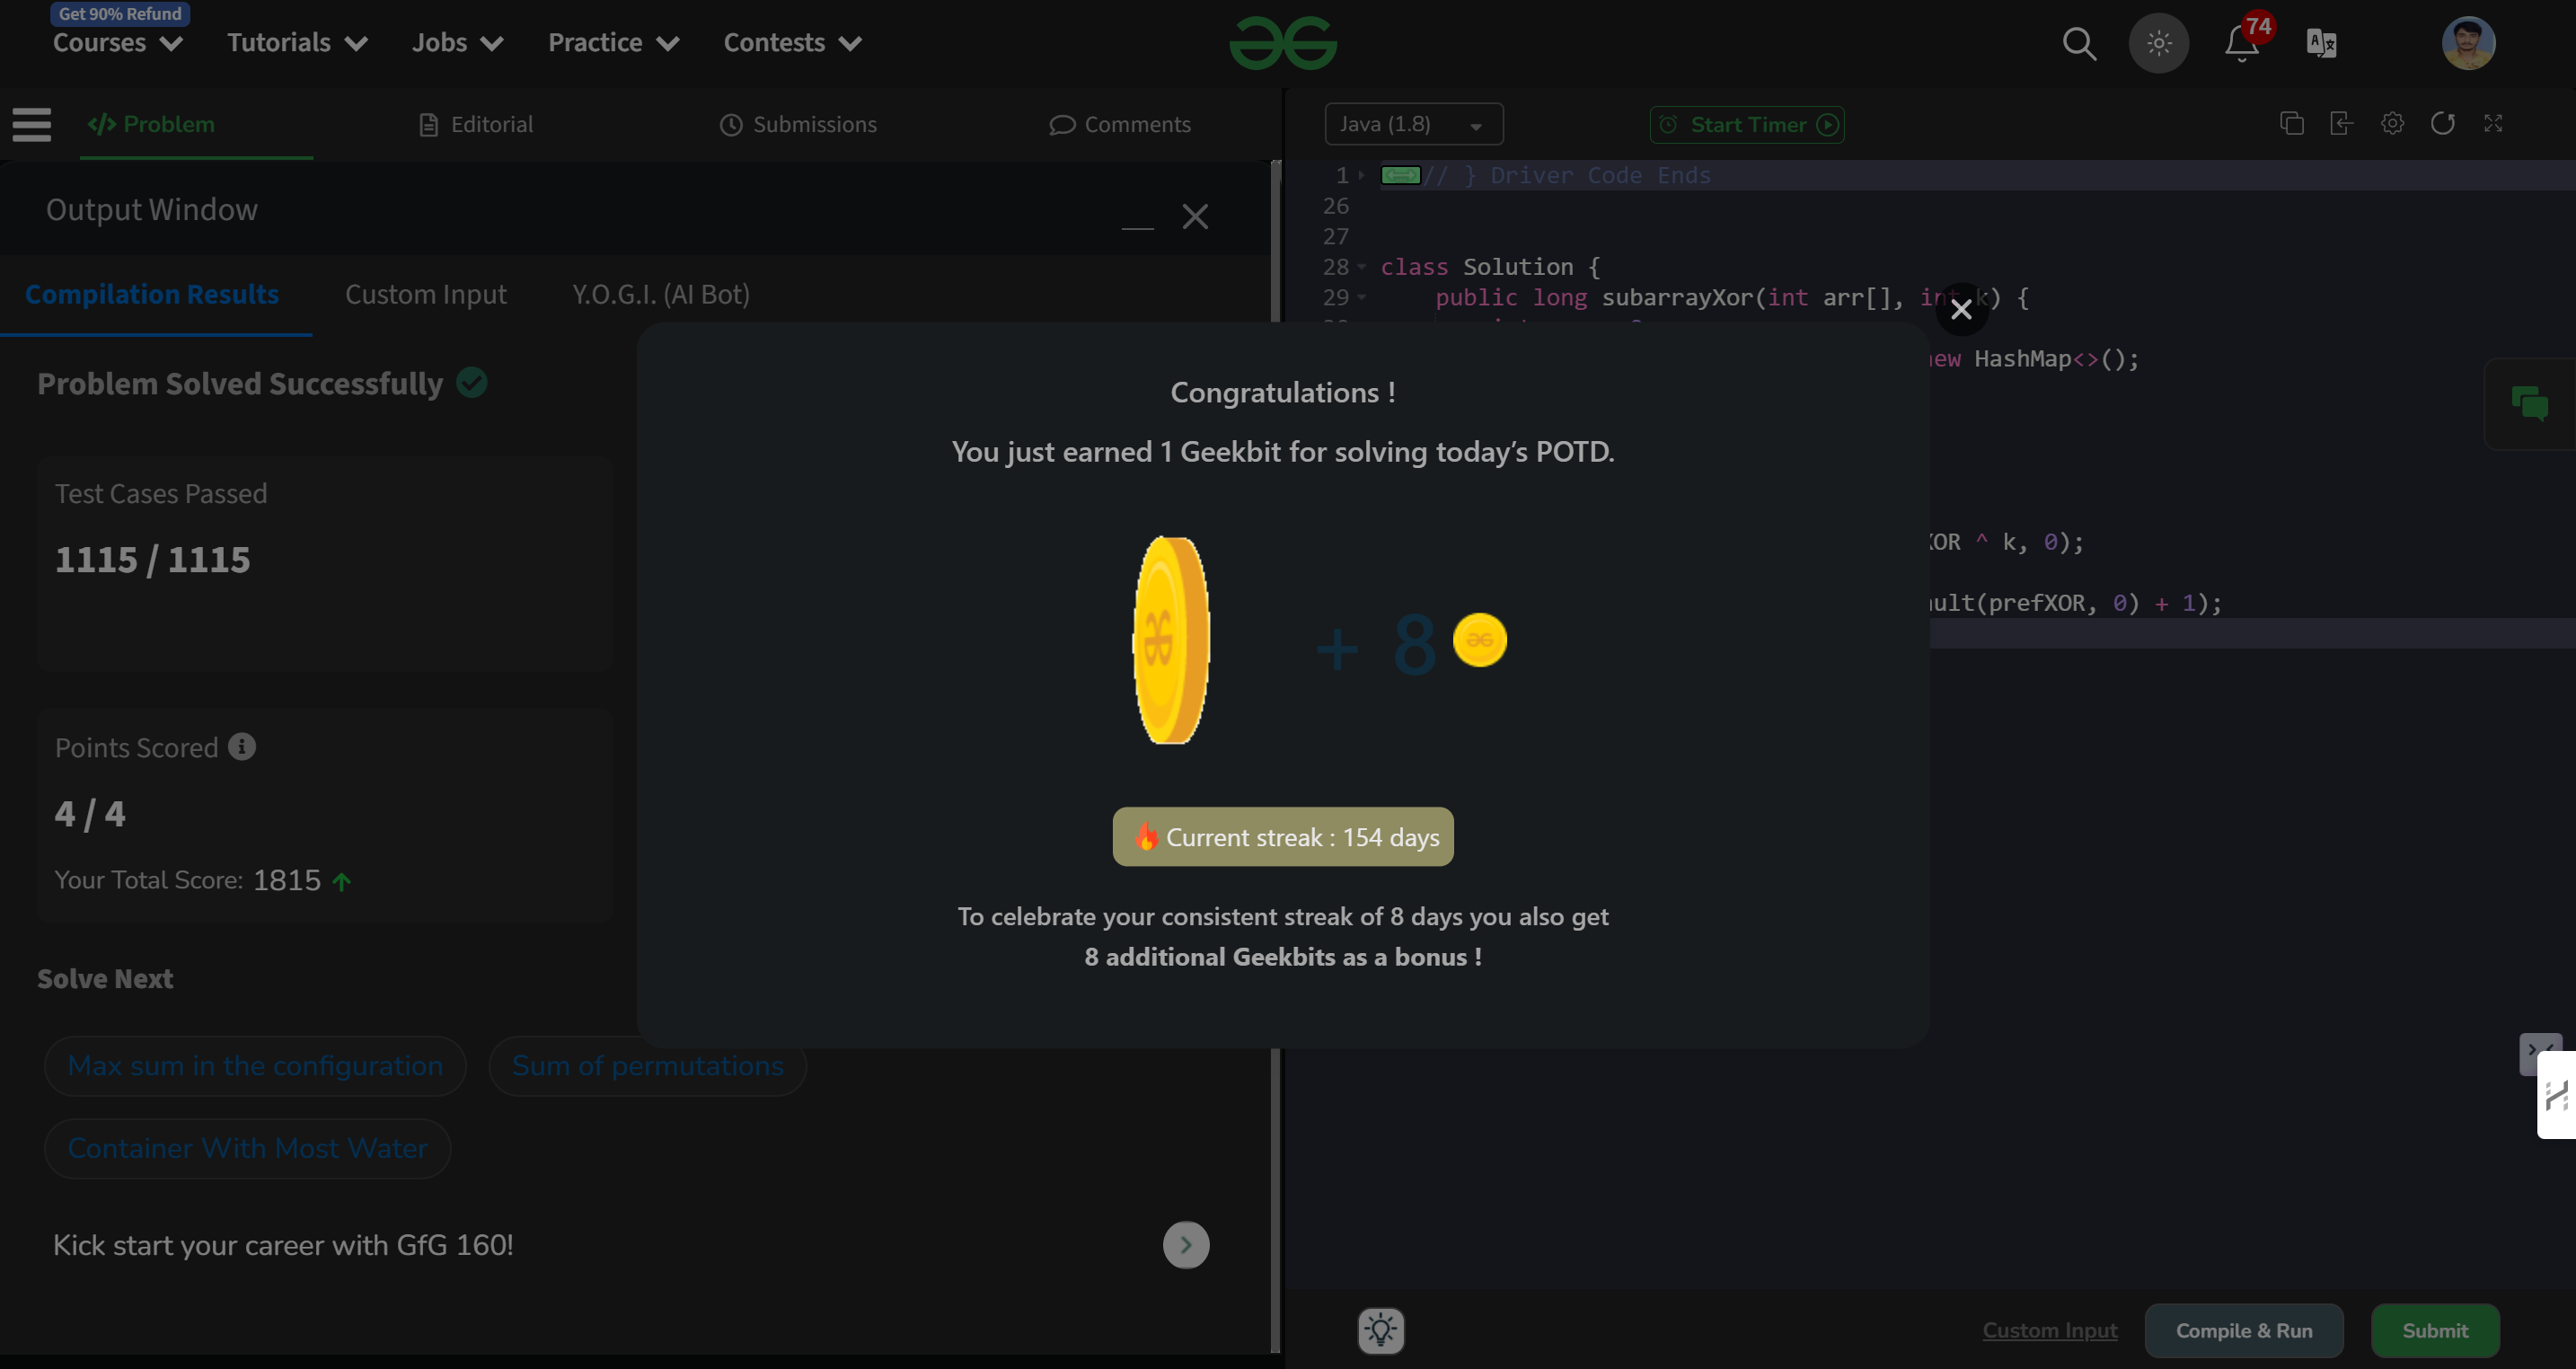 Get 90% Refund
Courses Tutorials Jobs Practice Contests
74
Problem Editorial Submissions Comments
Java (1.8) Start Timer
Output Window
Compilation Results Custom Input Y.O.G.I. (AI Bot)
Problem Solved Successfully
Test Cases Passed
1115 / 1115
Points Scored
4 / 4
Your Total Score: 1815
Solve Next
Max sum in the configuration Sum of permutations
Container With Most Water
Kick start your career with GfG 160!
1 // } Driver Code Ends
26
27
28 class Solution {
29 public long subarrayXor(int arr[], int k) {
new HashMap<>();
XOR ^ k, 0);
ult(prefXOR, 0) + 1);
Congratulations !
You just earned 1 Geekbit for solving today's POTD.
+ 8
Current streak : 154 days
To celebrate your consistent streak of 8 days you also get
8 additional Geekbits as a bonus !
Custom Input Compile & Run Submit